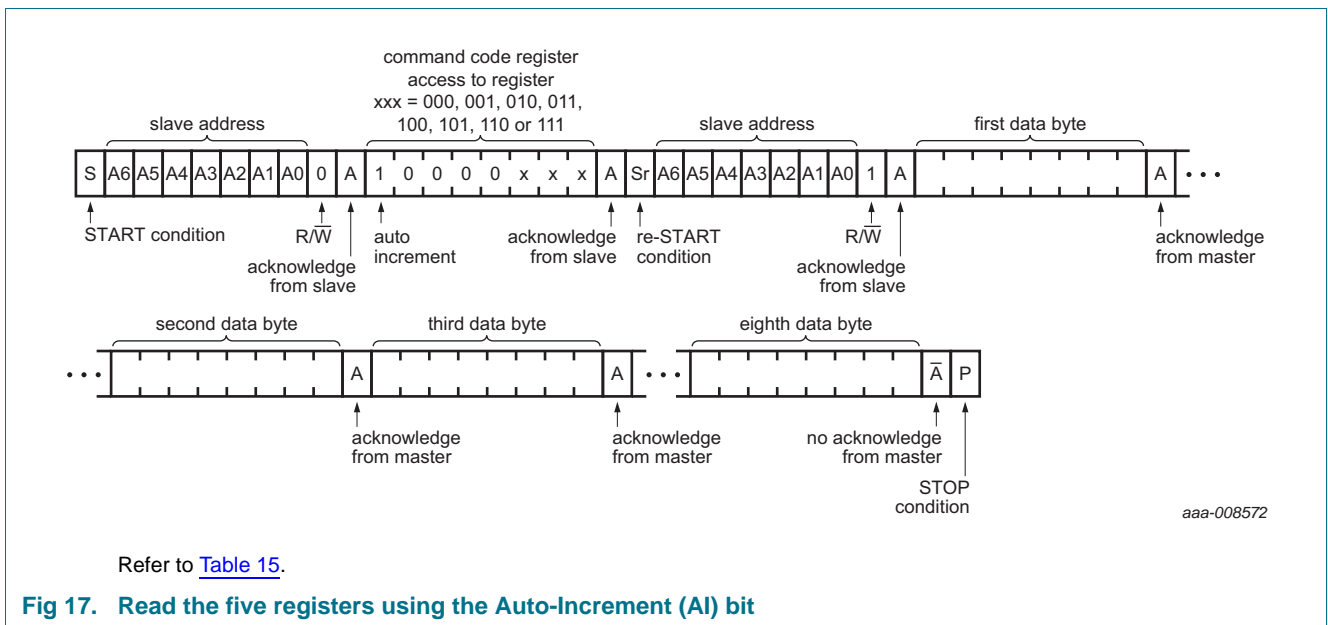 command code register
access to register
xxx = 000, 001, 010, 011,
100, 101, 110 or 111
slave address
slave address
first data byte
S A6 A5 A4 A3 A2 A1 A0 0 A 1 0 0 0 0 x x x A Sr A6 A5 A4 A3 A2 A1 A0 1 A A • • •
START condition
R/W̅
acknowledge
from slave
auto
increment
acknowledge
from slave
re-START
condition
R/W̅
acknowledge
from slave
acknowledge
from master
second data byte
third data byte
eighth data byte
• • • A A • • • A̅ P
acknowledge
from master
acknowledge
from master
no acknowledge
from master
STOP
condition
aaa-008572
Refer to Table 15.
Fig 17. Read the five registers using the Auto-Increment (AI) bit